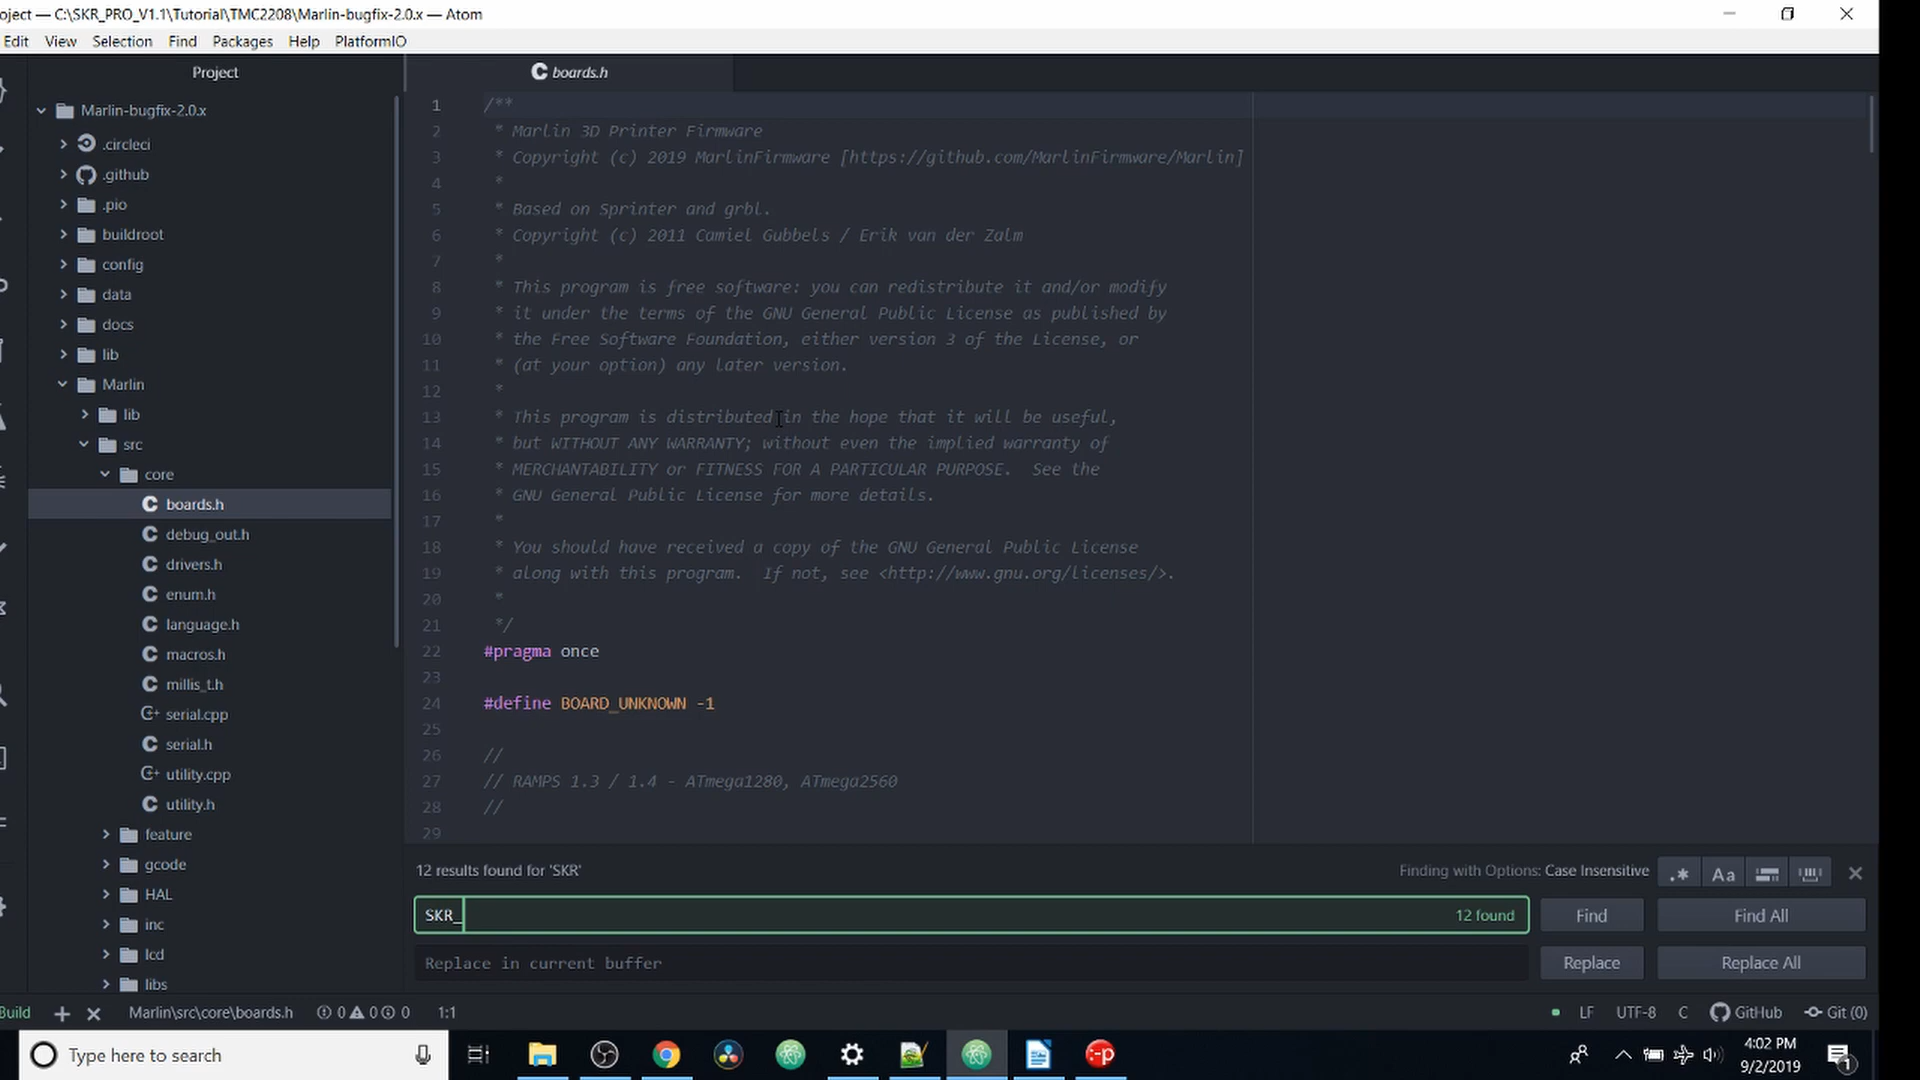 oject — C:\SKR_PRO_V1.1\Tutorial\TMC2208\Marlin-bugfix-2.0.x — Atom
Edit View Selection Find Packages Help PlatformIO
Project
Marlin-bugfix-2.0.x
.circleci
.github
.pio
buildroot
config
data
docs
lib
Marlin
lib
src
core
boards.h
debug_out.h
drivers.h
enum.h
language.h
macros.h
millis_t.h
serial.cpp
serial.h
utility.cpp
utility.h
feature
gcode
HAL
inc
lcd
libs
boards.h
1 /**
2 * Marlin 3D Printer Firmware
3 * Copyright (c) 2019 MarlinFirmware [https://github.com/MarlinFirmware/Marlin]
4 *
5 * Based on Sprinter and grbl.
6 * Copyright (c) 2011 Camiel Gubbels / Erik van der Zalm
7 *
8 * This program is free software: you can redistribute it and/or modify
9 * it under the terms of the GNU General Public License as published by
10 * the Free Software Foundation, either version 3 of the License, or
11 * (at your option) any later version.
12 *
13 * This program is distributed in the hope that it will be useful,
14 * but WITHOUT ANY WARRANTY; without even the implied warranty of
15 * MERCHANTABILITY or FITNESS FOR A PARTICULAR PURPOSE.  See the
16 * GNU General Public License for more details.
17 *
18 * You should have received a copy of the GNU General Public License
19 * along with this program.  If not, see <http://www.gnu.org/licenses/>.
20 *
21 */
22 #pragma once
23
24 #define BOARD_UNKNOWN -1
25
26 //
27 // RAMPS 1.3 / 1.4 - ATmega1280, ATmega2560
28 //
29
12 results found for 'SKR' Finding with Options: Case Insensitive .* Aa
SKR_ 12 found Find Find All
Replace in current buffer Replace Replace All
Build Marlin\src\core\boards.h 0 0 0 1:1 LF UTF-8 C GitHub Git (0)
Type here to search
4:02 PM
9/2/2019
1